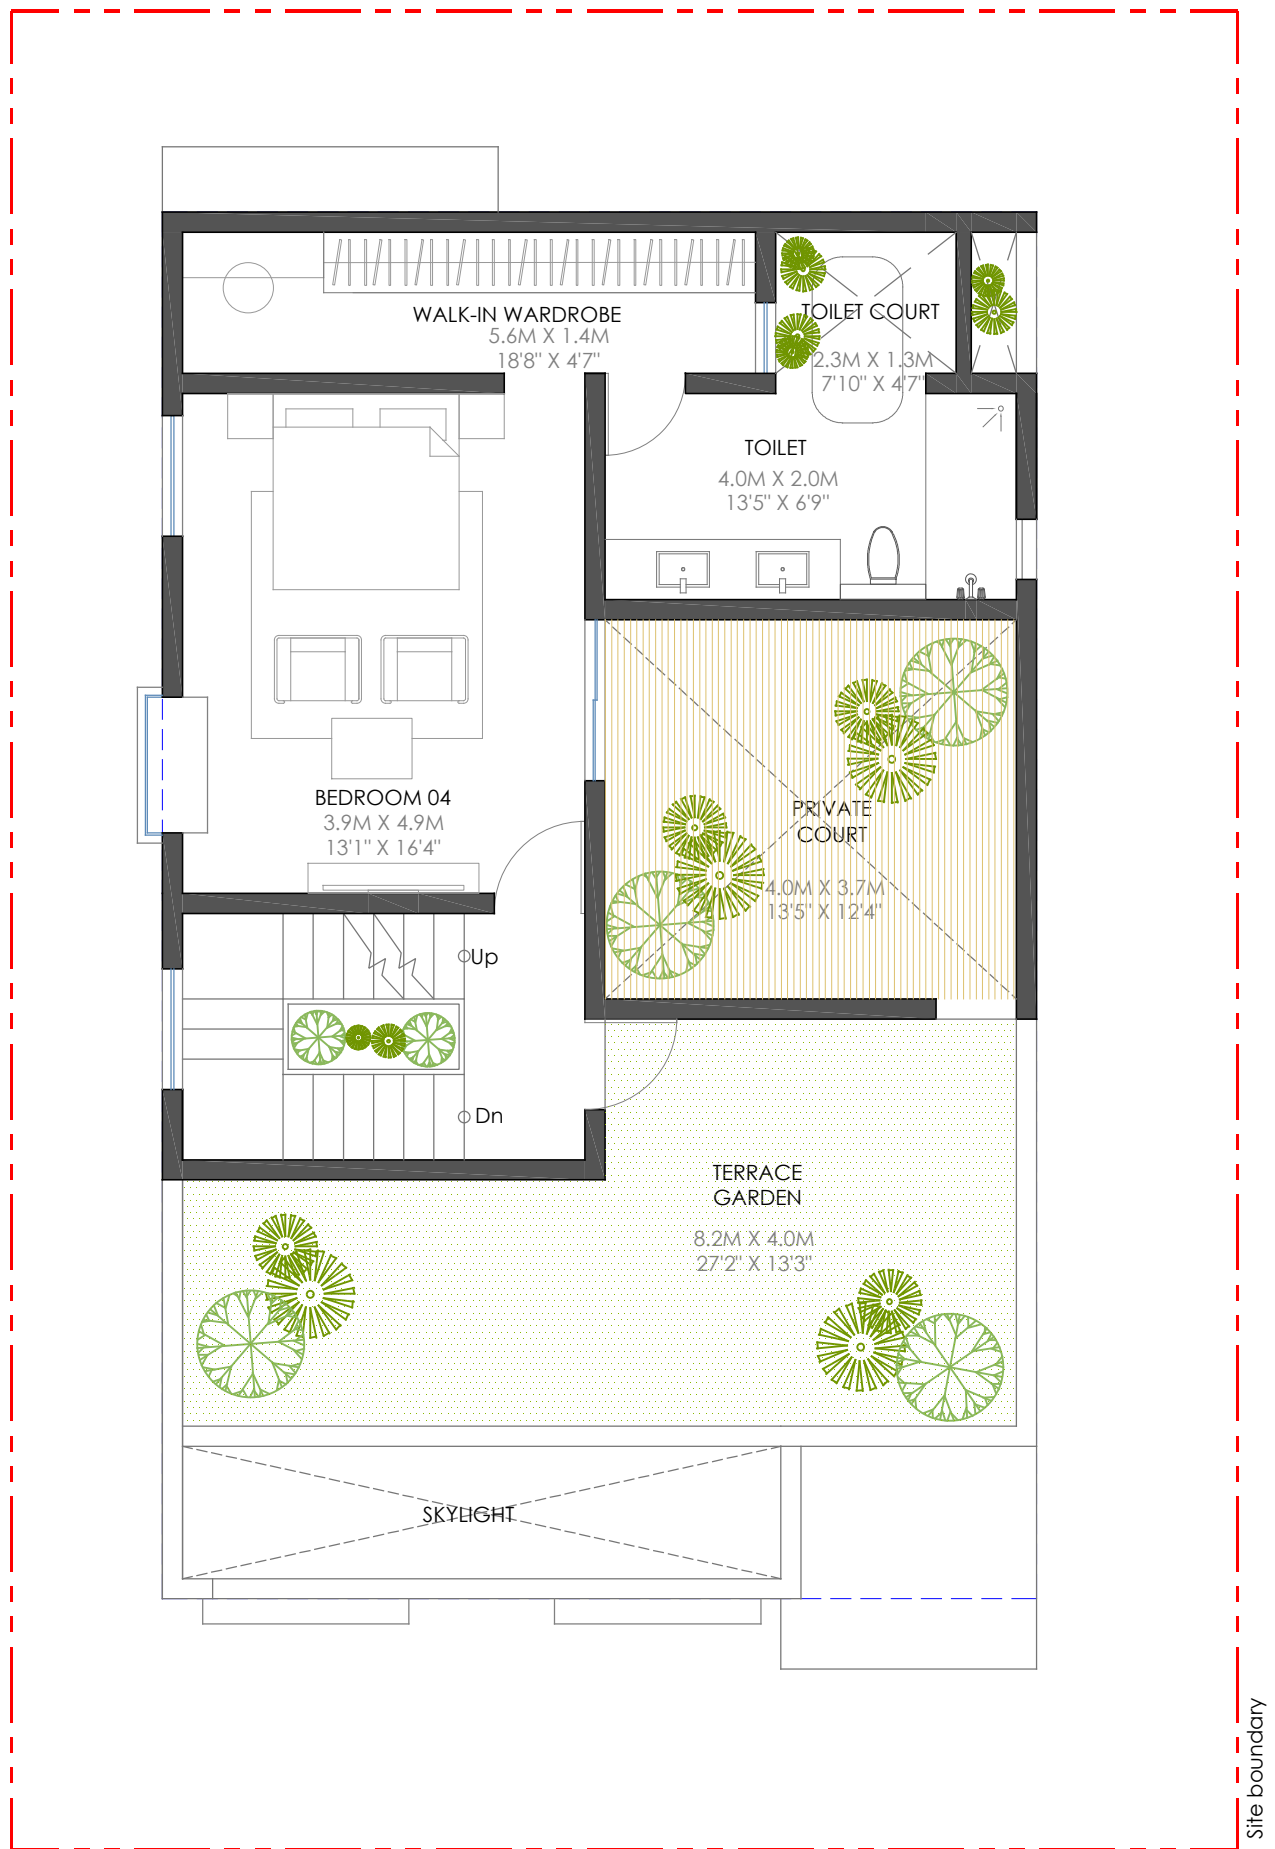 WALK-IN WARDROBE
5.6M X 1.4M
18'8" X 4'7"
TOILET COURT
2.3M X 1.3M
7'10" X 4'7"
TOILET
4.0M X 2.0M
13'5" X 6'9"
BEDROOM 04
3.9M X 4.9M
13'1" X 16'4"
PRIVATE
COURT
4.0M X 3.7M
13'5" X 12'4"
Up
Dn
TERRACE
GARDEN
8.2M X 4.0M
27'2" X 13'3"
SKYLIGHT
Site boundary